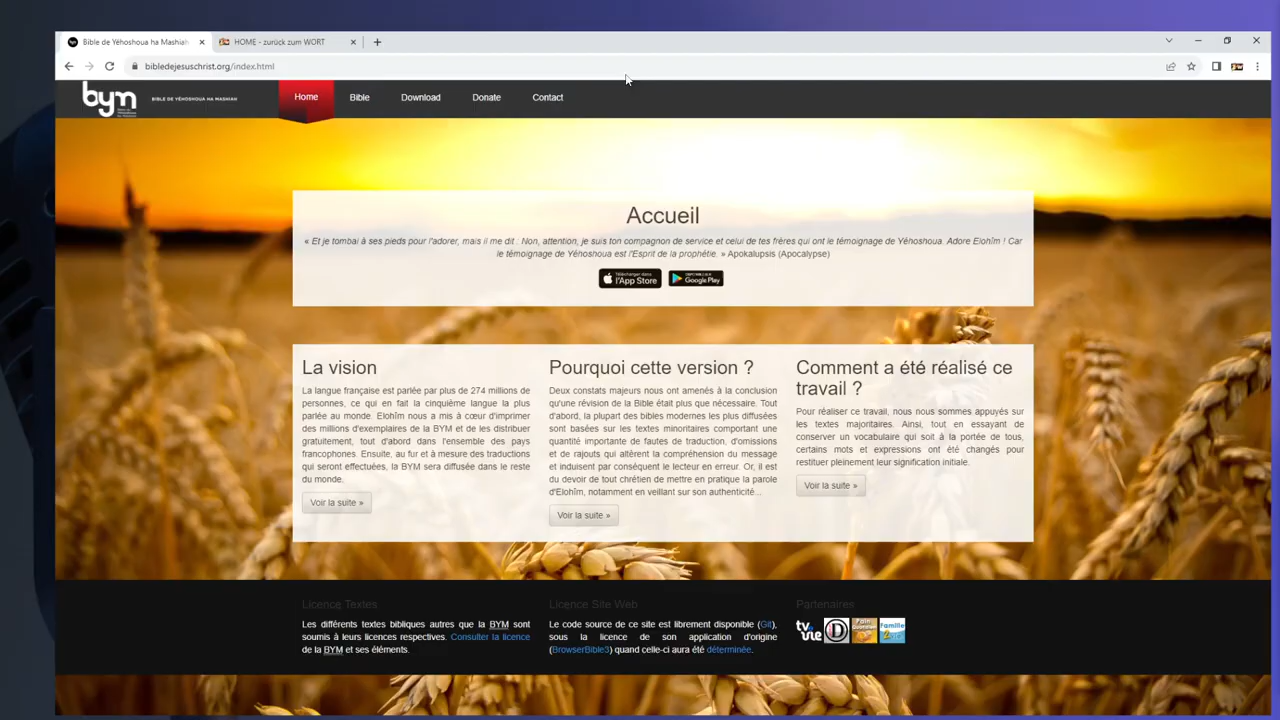 Bible de Yéhoshoua ha Mashiah
HOME - zurück zum WORT
bibledejesuschrist.org/index.html
bym
BIBLE DE YÉHOSHOUA HA MASHIAH
Home
Bible
Download
Donate
Contact
Accueil
« Et je tombai à ses pieds pour l'adorer, mais il me dit : Non, attention, je suis ton compagnon de service et celui de tes frères qui ont le témoignage de Yéhoshoua. Adore Elohîm ! Car
le témoignage de Yéhoshoua est l'Esprit de la prophétie. » Apokalupsis (Apocalypse)
Télécharger dans
l'App Store
Google Play
La vision
La langue française est parlée par plus de 274 millions de
personnes, ce qui en fait la cinquième langue la plus
parlée au monde. Elohîm nous a mis à cœur d'imprimer
des millions d'exemplaires de la BYM et de les distribuer
gratuitement, tout d'abord dans l'ensemble des pays
francophones. Ensuite, au fur et à mesure des traductions
qui seront effectuées, la BYM sera diffusée dans le reste
du monde.
Voir la suite »
Pourquoi cette version ?
Deux constats majeurs nous ont amenés à la conclusion
qu'une révision de la Bible était plus que nécessaire. Tout
d'abord, la plupart des bibles modernes les plus diffusées
sont basées sur les textes minoritaires comportant une
quantité importante de fautes de traduction, d'omissions
et de rajouts qui altèrent la compréhension du message
et induisent par conséquent le lecteur en erreur. Or, il est
du devoir de tout chrétien de mettre en pratique la parole
d'Elohîm, notamment en veillant sur son authenticité...
Voir la suite »
Comment a été réalisé ce
travail ?
Pour réaliser ce travail, nous nous sommes appuyés sur
les textes majoritaires. Ainsi, tout en essayant de
conserver un vocabulaire qui soit à la portée de tous,
certains mots et expressions ont été changés pour
restituer pleinement leur signification initiale.
Voir la suite »
Licence Textes
Les différents textes bibliques autres que la BYM sont
soumis à leurs licences respectives. Consulter la licence
de la BYM et ses éléments.
Licence Site Web
Le code source de ce site est librement disponible (Git),
sous la licence de son application d'origine
(BrowserBible3) quand celle-ci aura été déterminée.
Partenaires
tv
vie
D
Pain
Quotidien
Famille
2